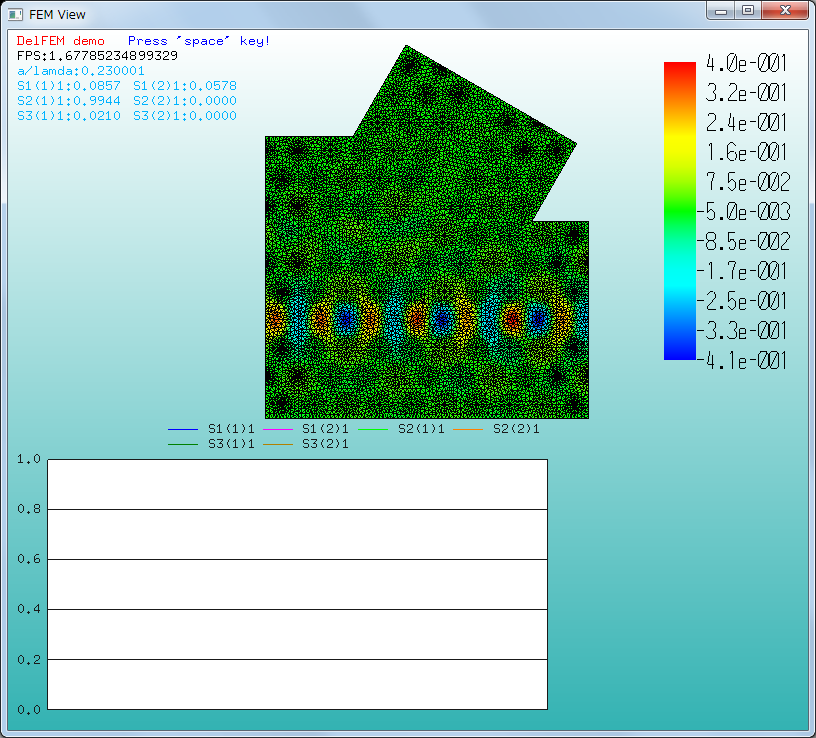 FEM View
DelFEM demo Press 'space' key!
FPS:1.67785234899329
a/lamda:0.230001
S1(1)1:0.0857 S1(2)1:0.0578
S2(1)1:0.9944 S2(2)1:0.0000
S3(1)1:0.0210 S3(2)1:0.0000
4.0e-001
3.2e-001
2.4e-001
1.6e-001
7.5e-002
-5.0e-003
-8.5e-002
-1.7e-001
-2.5e-001
-3.3e-001
-4.1e-001
S1(1)1 S1(2)1 S2(1)1 S2(2)1
S3(1)1 S3(2)1
1.0
0.8
0.6
0.4
0.2
0.0